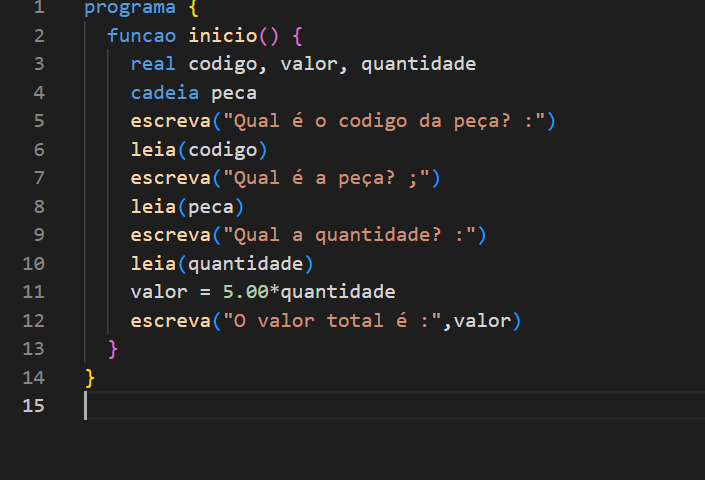 1 programa {
2 funcao inicio() {
3 real codigo, valor, quantidade
4 cadeia peca
5 escreva("Qual é o codigo da peça? :")
6 leia(codigo)
7 escreva("Qual é a peça? ;")
8 leia(peca)
9 escreva("Qual a quantidade? :")
10 leia(quantidade)
11 valor = 5.00*quantidade
12 escreva("O valor total é :",valor)
13 }
14 }
15